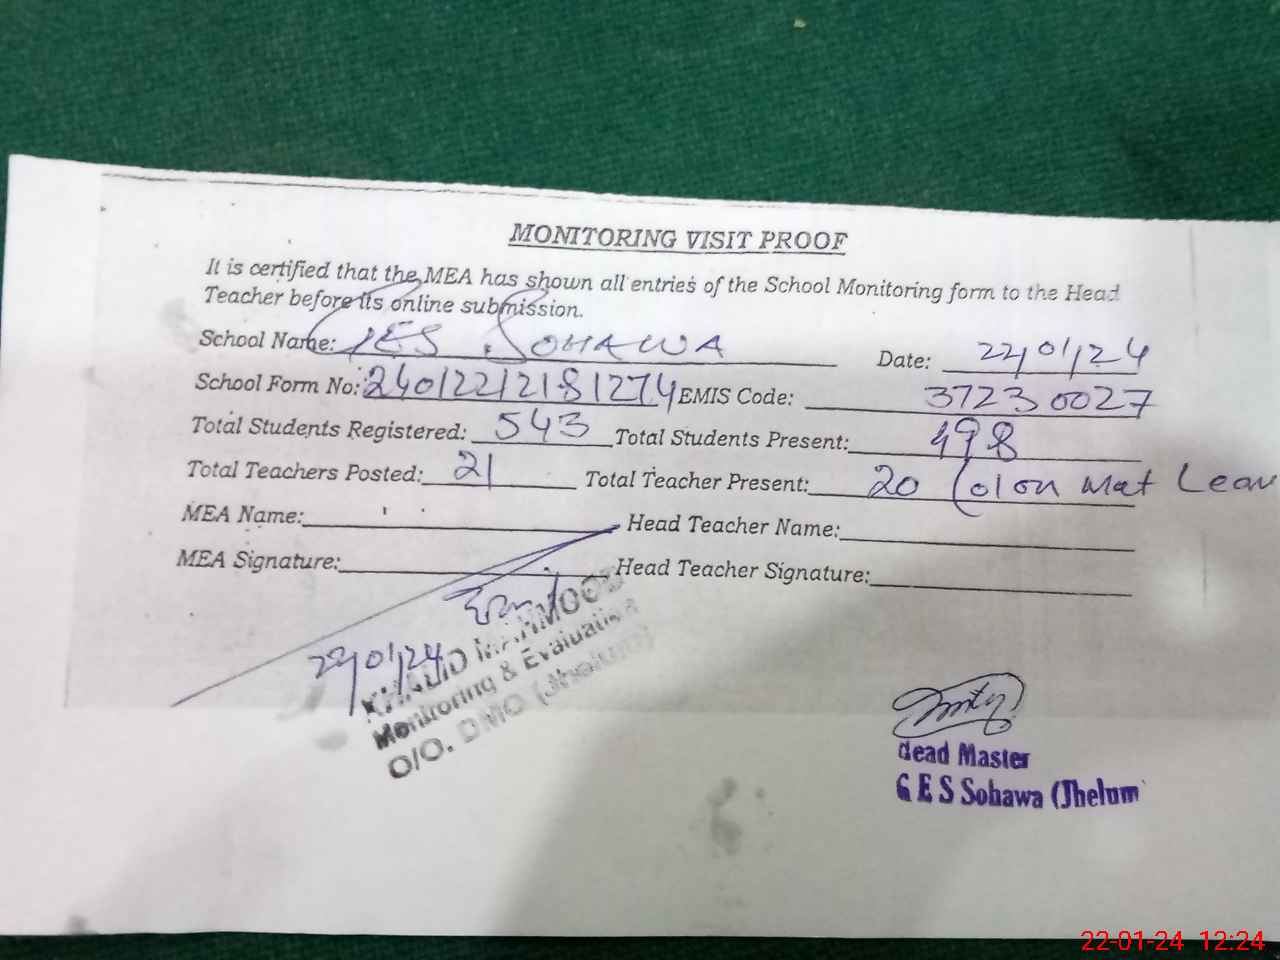 MONITORING VISIT PROOF
It is certified that the MEA has shown all entries of the School Monitoring form to the Head
Teacher before its online submission.
School Name: GES SOHAWA Date: 22/01/24
School Form No: 24012212181274 EMIS Code: 37230027
Total Students Registered: 543 Total Students Present: 498
Total Teachers Posted: 21 Total Teacher Present: 20 (01 on Mat Leav
MEA Name: Head Teacher Name:
MEA Signature: Head Teacher Signature:
22/01/24
KHALID MAHMOOD
Monitoring & Evaluation
O/O. DMO (Jhelum)
Head Master
G E S Sohawa (Jhelum
22-01-24 12:24